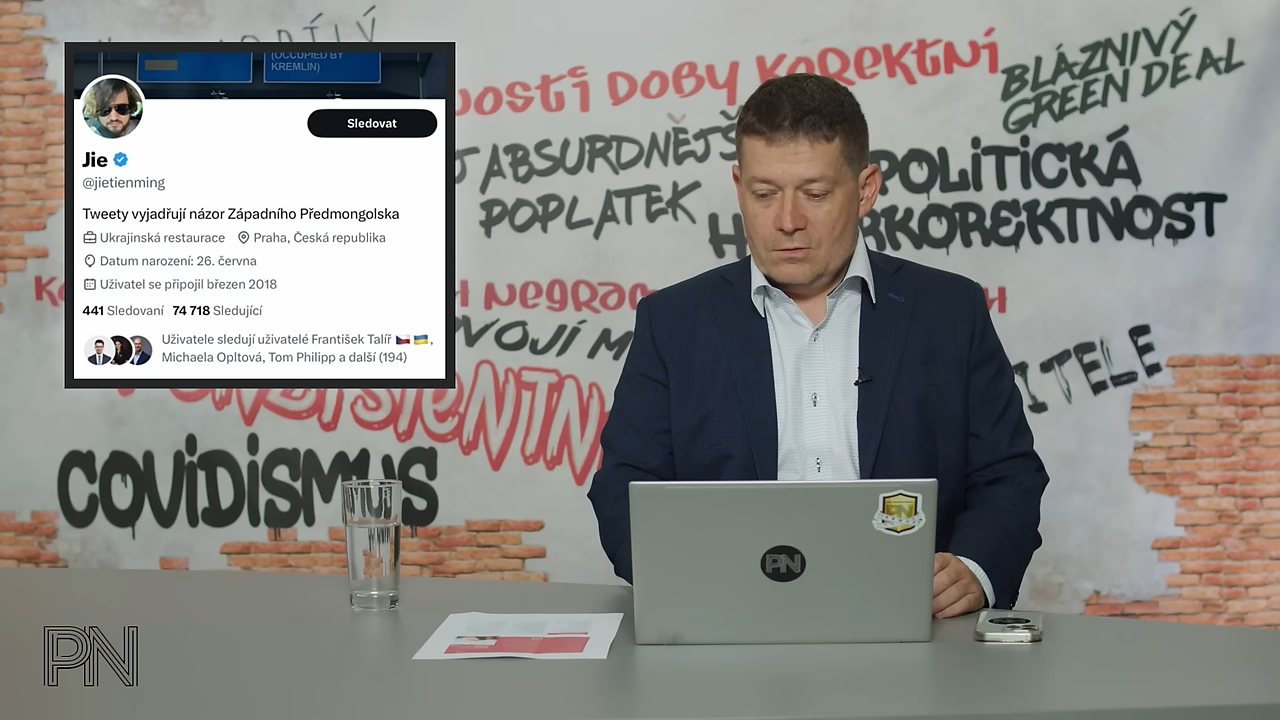 (OCCUPIED BY
KREMLIN)
Sledovat
Jie
@jietienming
Tweety vyjadřují názor Západního Předmongolska
Ukrajinská restaurace Praha, Česká republika
Datum narození: 26. června
Uživatel se připojil březen 2018
441 Sledovaní 74 718 Sledující
Uživatele sledují uživatelé František Talíř
Michaela Opltová, Tom Philipp a další (194)
DOBY KOREKTNÍ
BLÁZNIVÝ
GREEN DEAL
POPLATEK
POLITICKÁ
COVIDISMUS
PN
PN